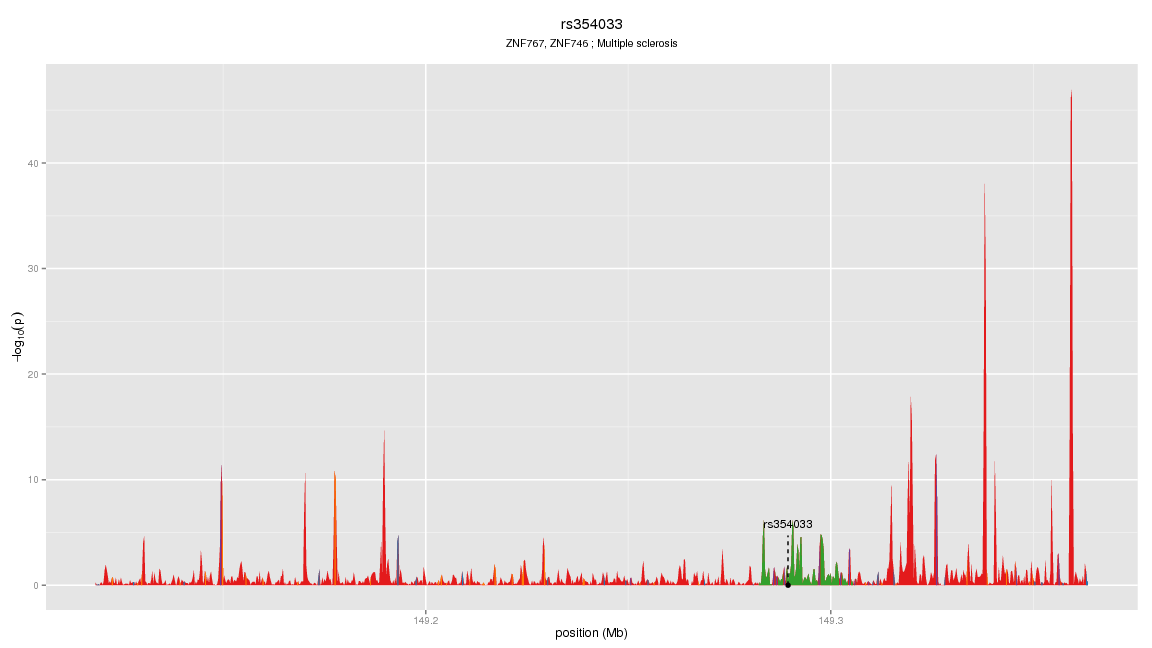 rs354033
ZNF767, ZNF746 ; Multiple sclerosis
−log10(p)
40
30
20
10
0
rs354033
149.2
149.3
position (Mb)